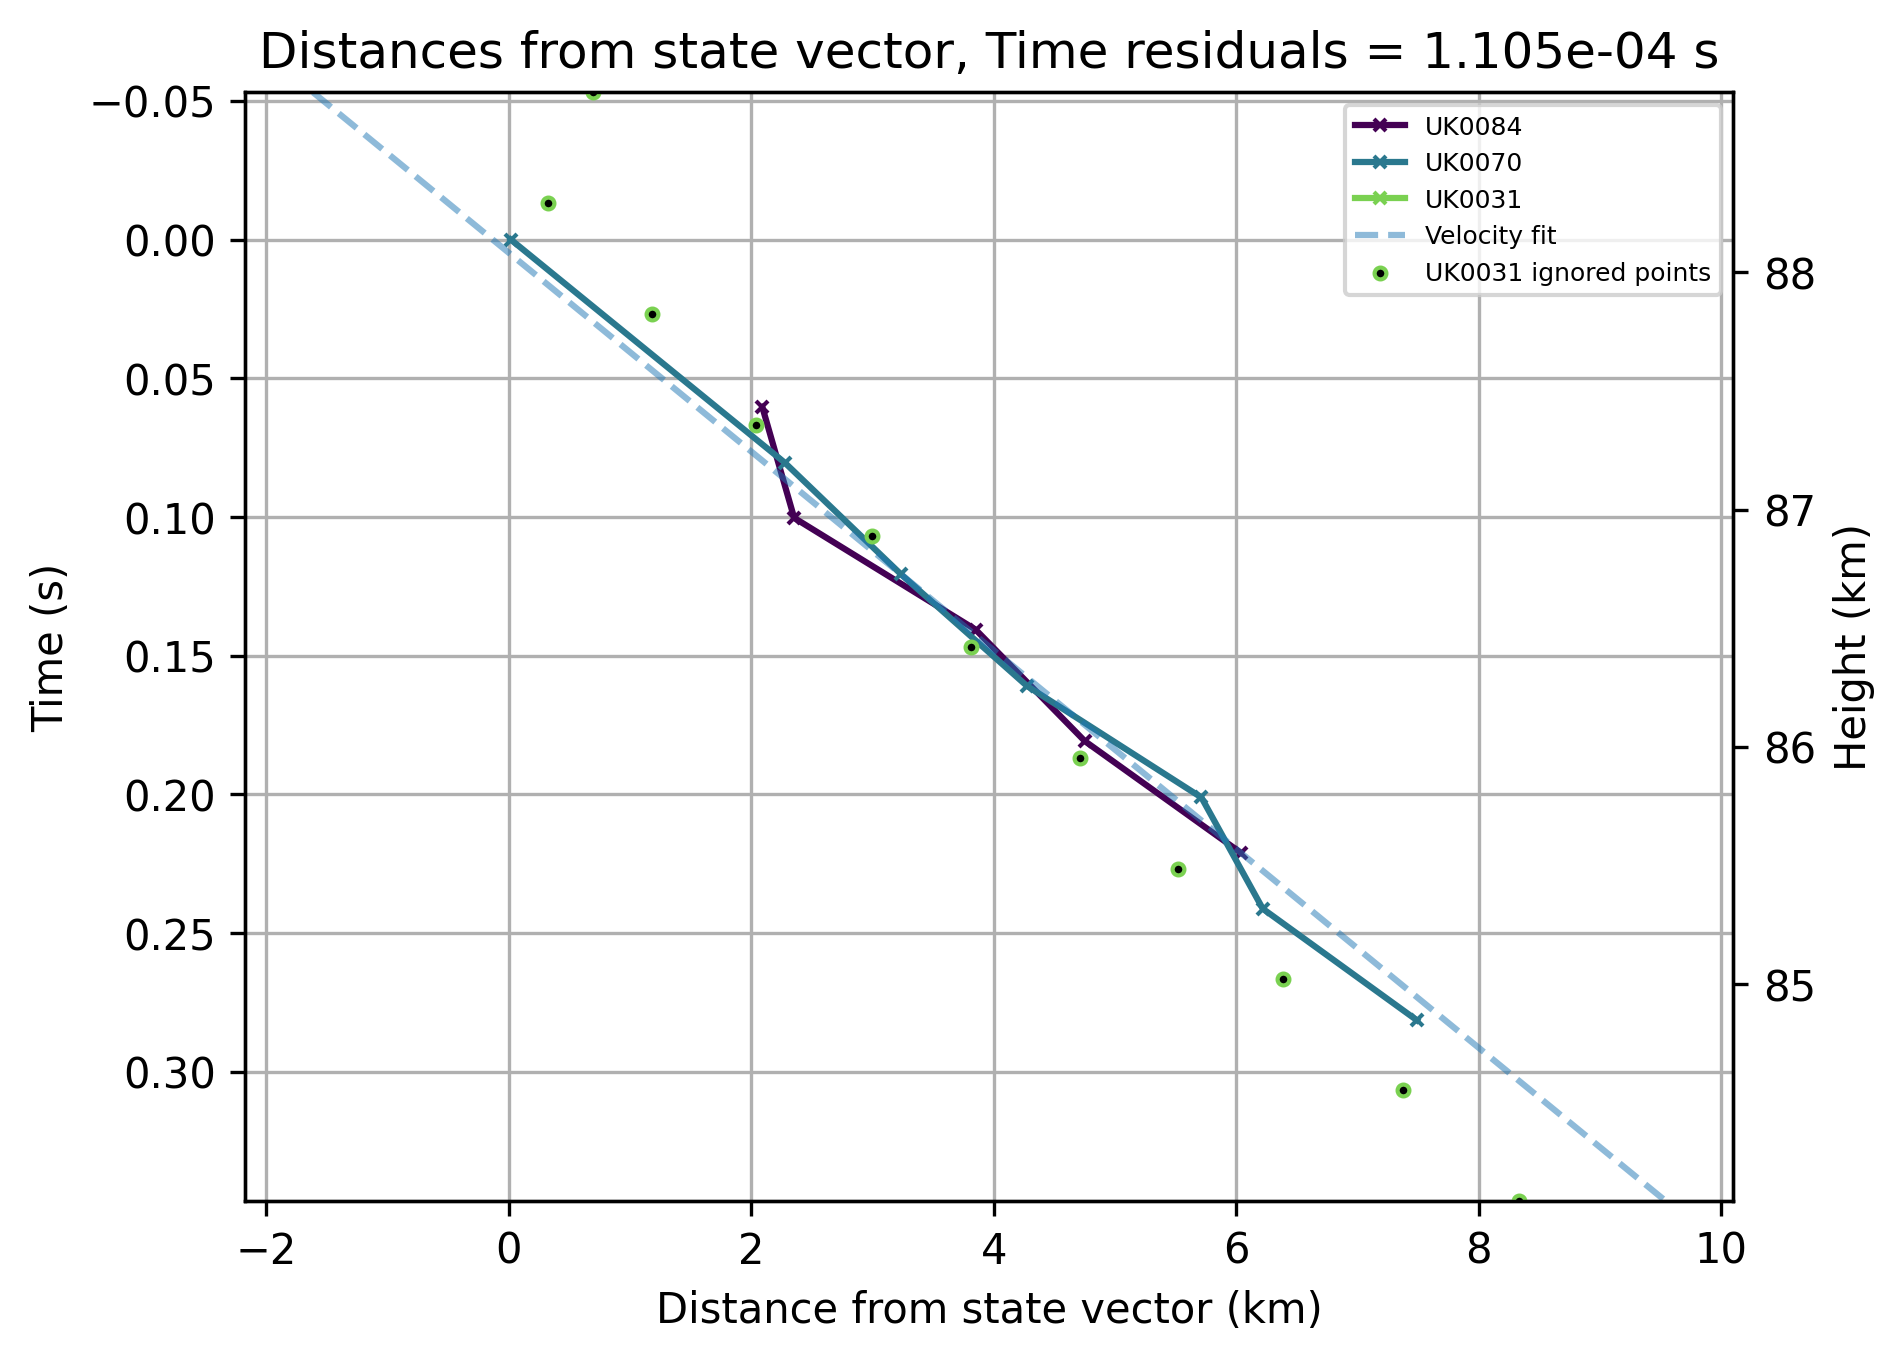 Distances from state vector, Time residuals = 1.105e-04 s
−0.05
0.00
0.05
0.10
0.15
0.20
0.25
0.30
Time (s)
UK0084
UK0070
UK0031
Velocity fit
UK0031 ignored points
88
87
86
85
Height (km)
−2
0
2
4
6
8
10
Distance from state vector (km)